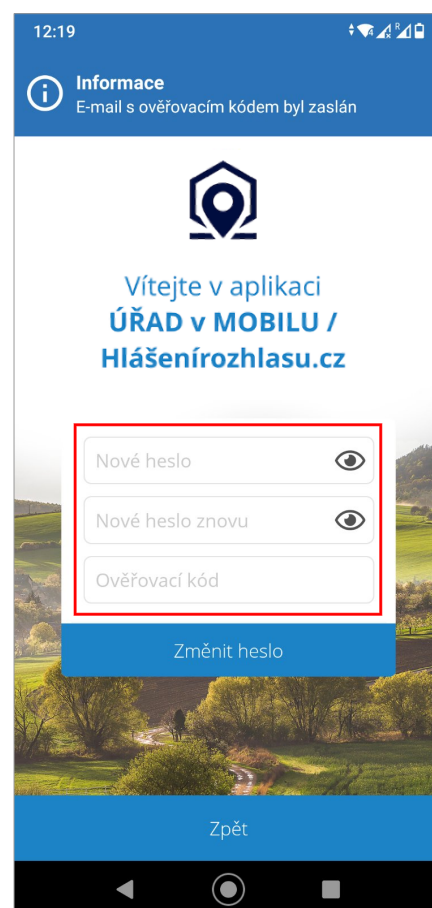 12:19
Informace
E-mail s ověřovacím kódem byl zaslán
Vítejte v aplikaci
ÚŘAD v MOBILU /
Hlášenírozhlasu.cz
Nové heslo
Nové heslo znovu
Ověřovací kód
Změnit heslo
Zpět